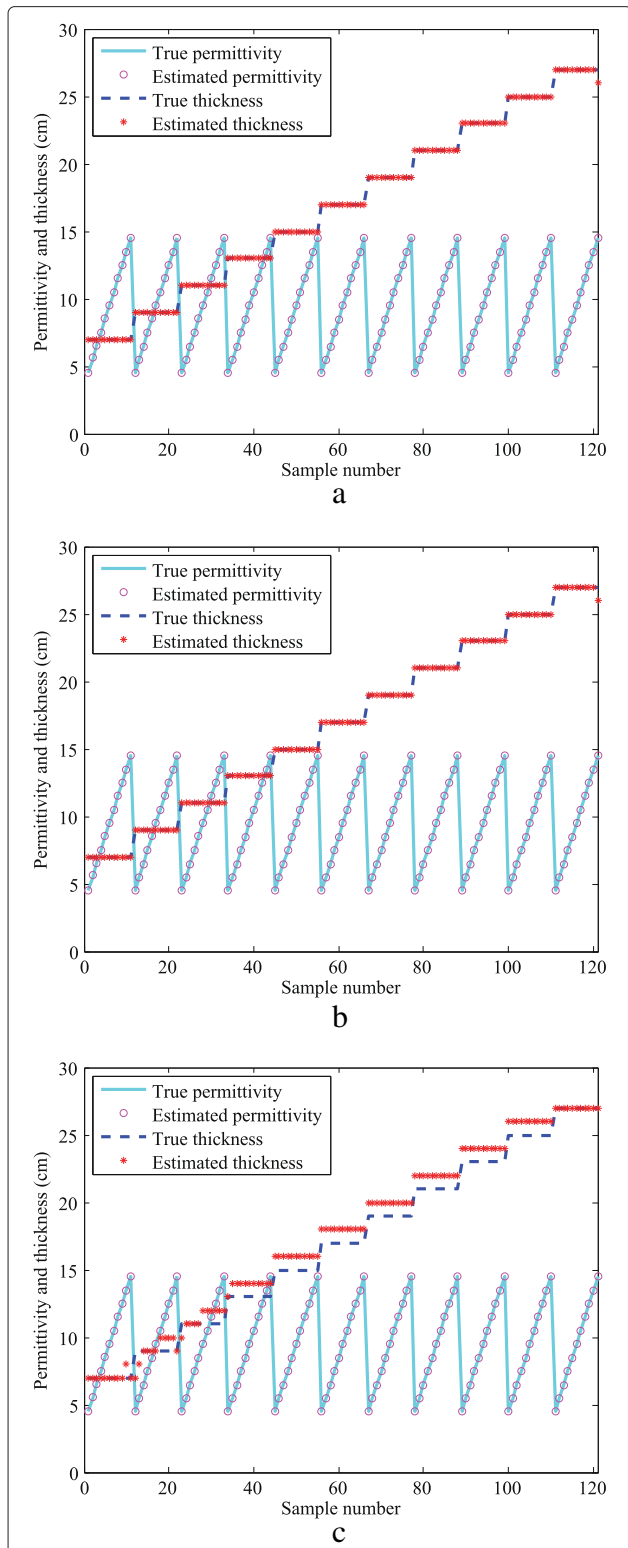 30
25
20
15
10
5
0
Permittivity and thickness (cm)
True permittivity
Estimated permittivity
True thickness
Estimated thickness
0 20 40 60 80 100 120
Sample number
a
30
25
20
15
10
5
0
Permittivity and thickness (cm)
True permittivity
Estimated permittivity
True thickness
Estimated thickness
0 20 40 60 80 100 120
Sample number
b
30
25
20
15
10
5
0
Permittivity and thickness (cm)
True permittivity
Estimated permittivity
True thickness
Estimated thickness
0 20 40 60 80 100 120
Sample number
c